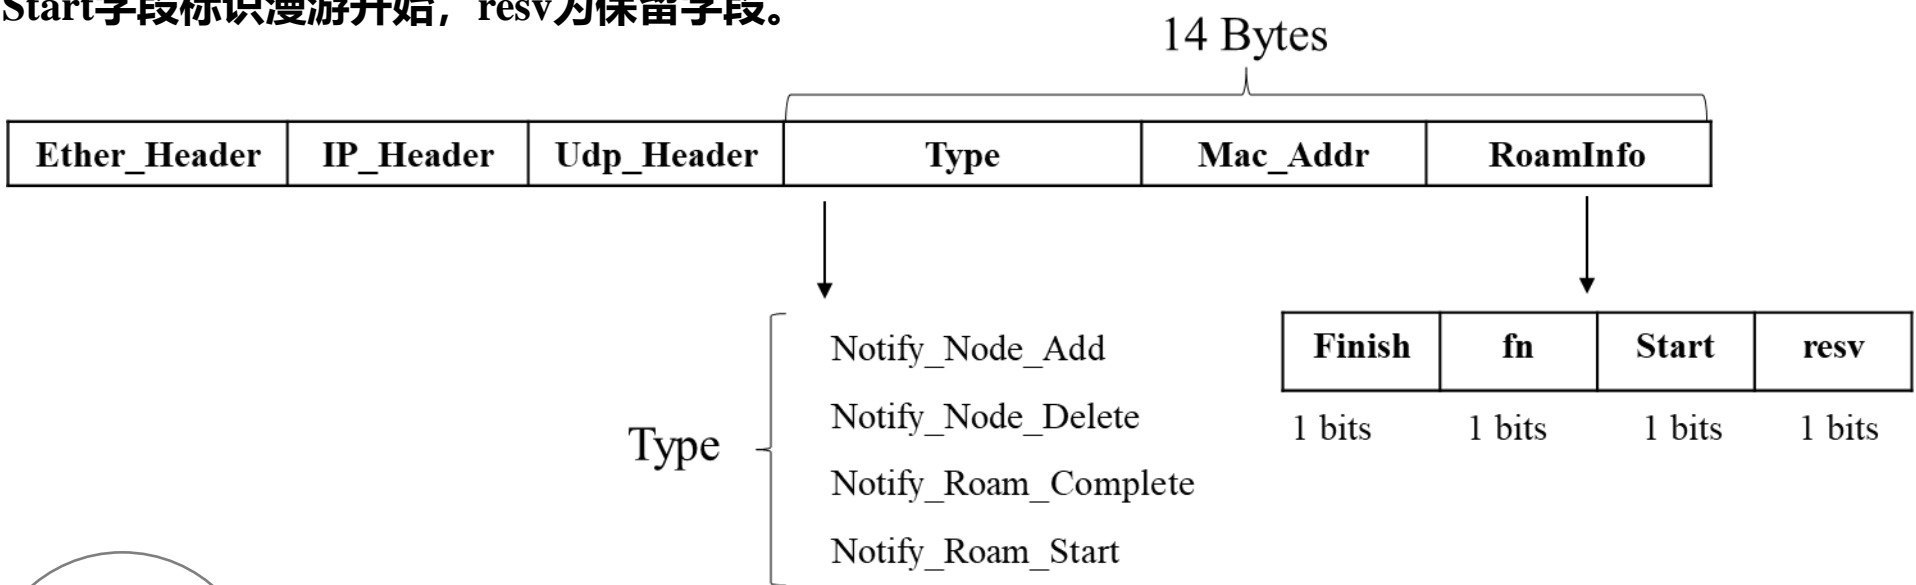 Start字段标识漫游开始，resv为保留字段。
14 Bytes
Ether_Header IP_Header Udp_Header Type Mac_Addr RoamInfo
Notify_Node_Add
Notify_Node_Delete
Notify_Roam_Complete
Notify_Roam_Start
Type
Finish fn Start resv
1 bits 1 bits 1 bits 1 bits